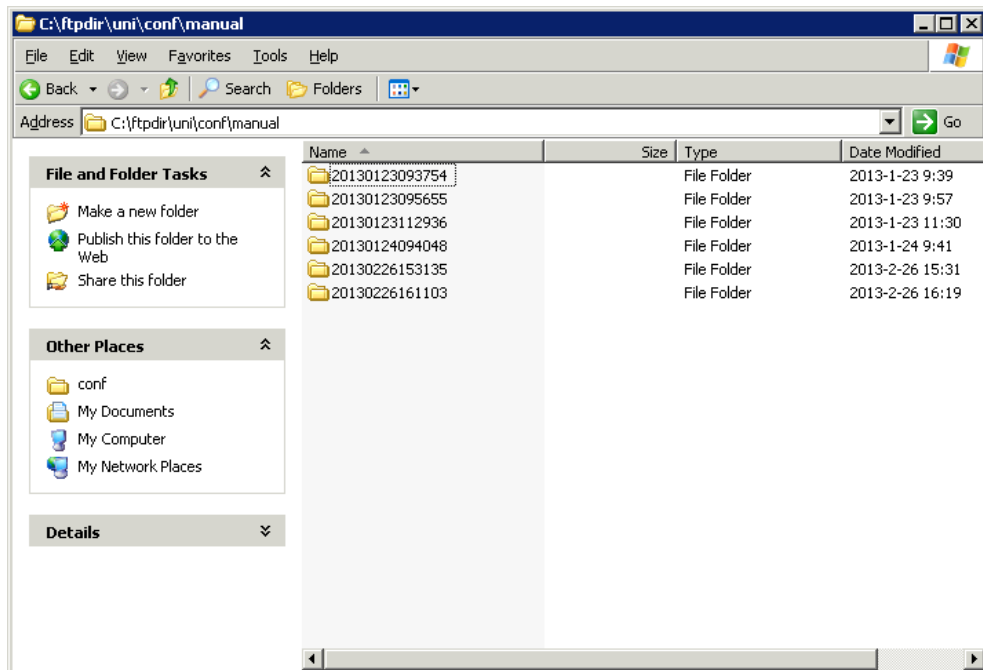 C:\ftpdir\uni\conf\manual
File Edit View Favorites Tools Help
Back Search Folders
Address C:\ftpdir\uni\conf\manual Go
File and Folder Tasks
Make a new folder
Publish this folder to the
Web
Share this folder
Other Places
conf
My Documents
My Computer
My Network Places
Details
Name Size Type Date Modified
20130123093754 File Folder 2013-1-23 9:39
20130123095655 File Folder 2013-1-23 9:57
20130123112936 File Folder 2013-1-23 11:30
20130124094048 File Folder 2013-1-24 9:41
20130226153135 File Folder 2013-2-26 15:31
20130226161103 File Folder 2013-2-26 16:19